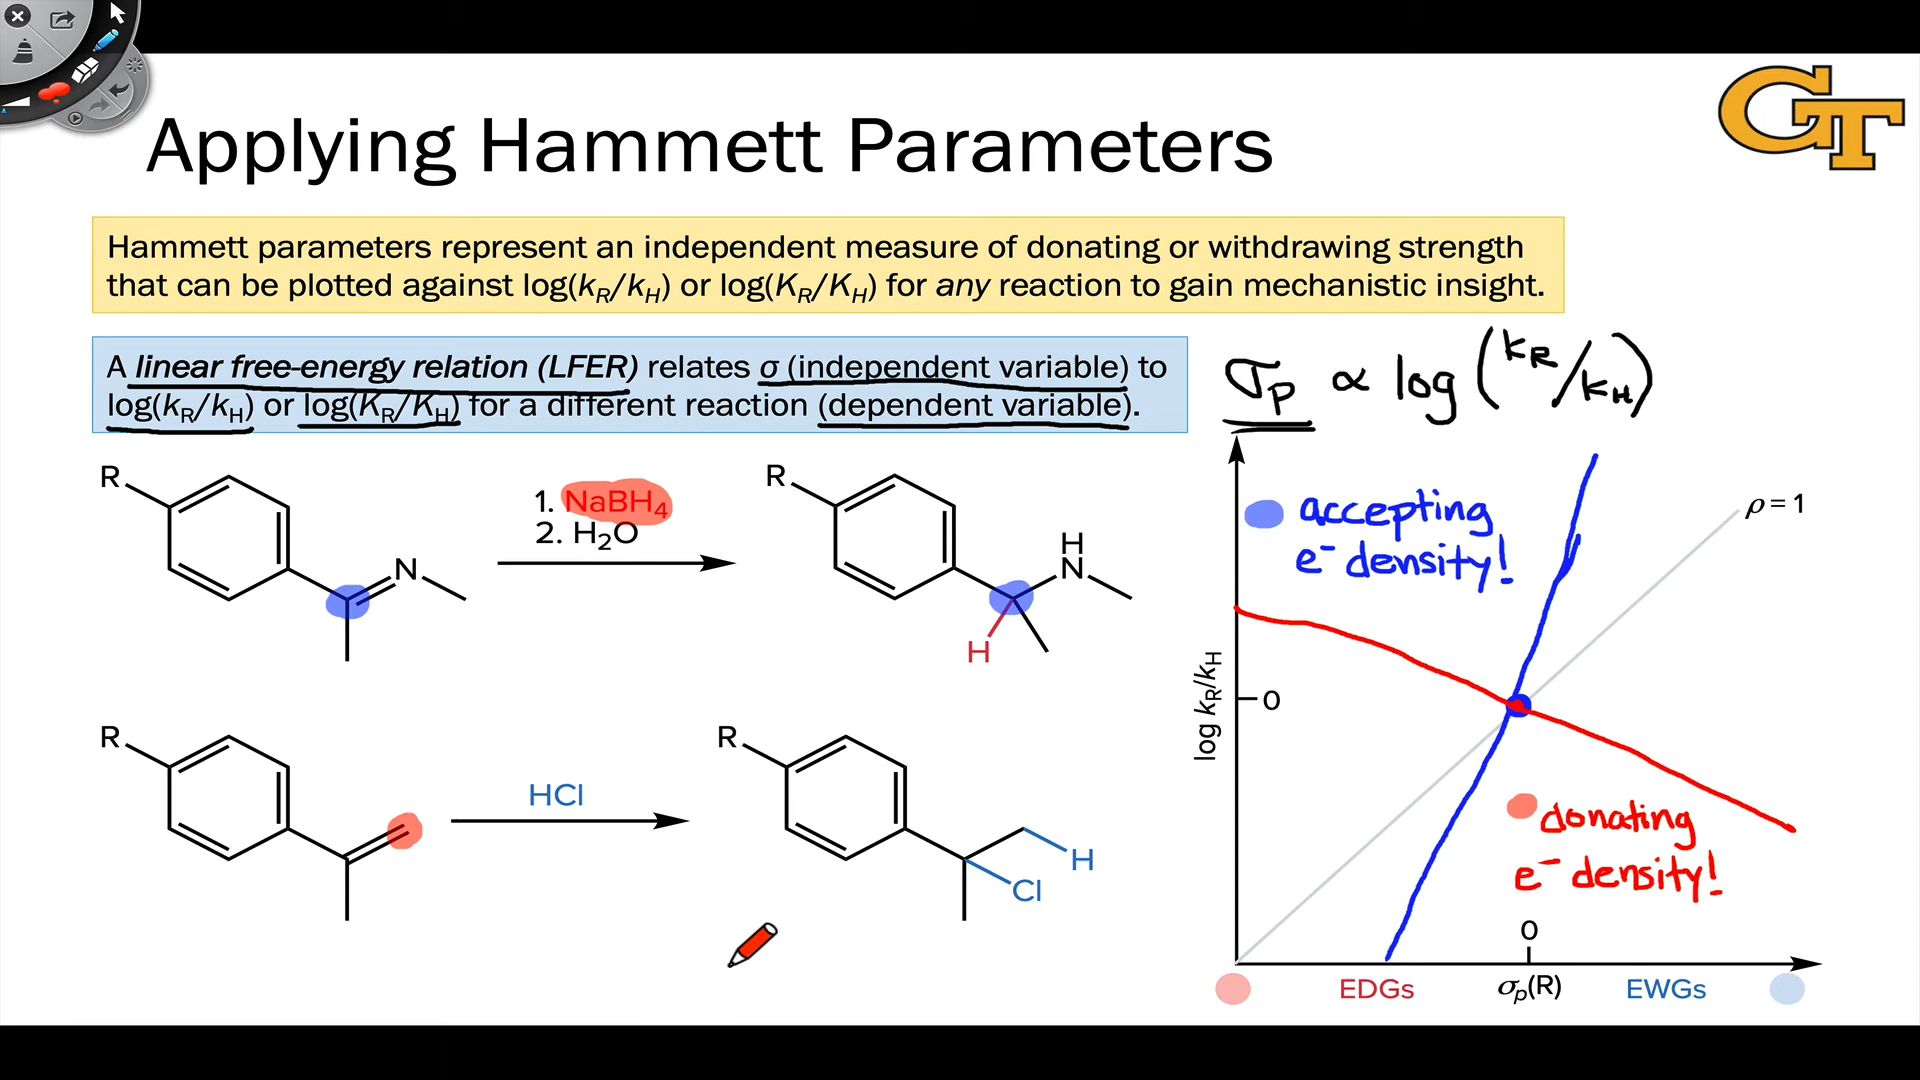 GT
Applying Hammett Parameters
Hammett parameters represent an independent measure of donating or withdrawing strength
that can be plotted against log(kR/kH) or log(KR/KH) for any reaction to gain mechanistic insight.
A linear free-energy relation (LFER) relates σ (independent variable) to
log(kR/kH) or log(KR/KH) for a different reaction (dependent variable).
σp ∝ log (kR/kH)
R
N
1. NaBH₄
2. H₂O
R
H
N
H
R
HCl
R
H
Cl
accepting
e⁻ density!
ρ = 1
log kR/kH
0
donating
e⁻ density!
0
EDGs
σp(R)
EWGs